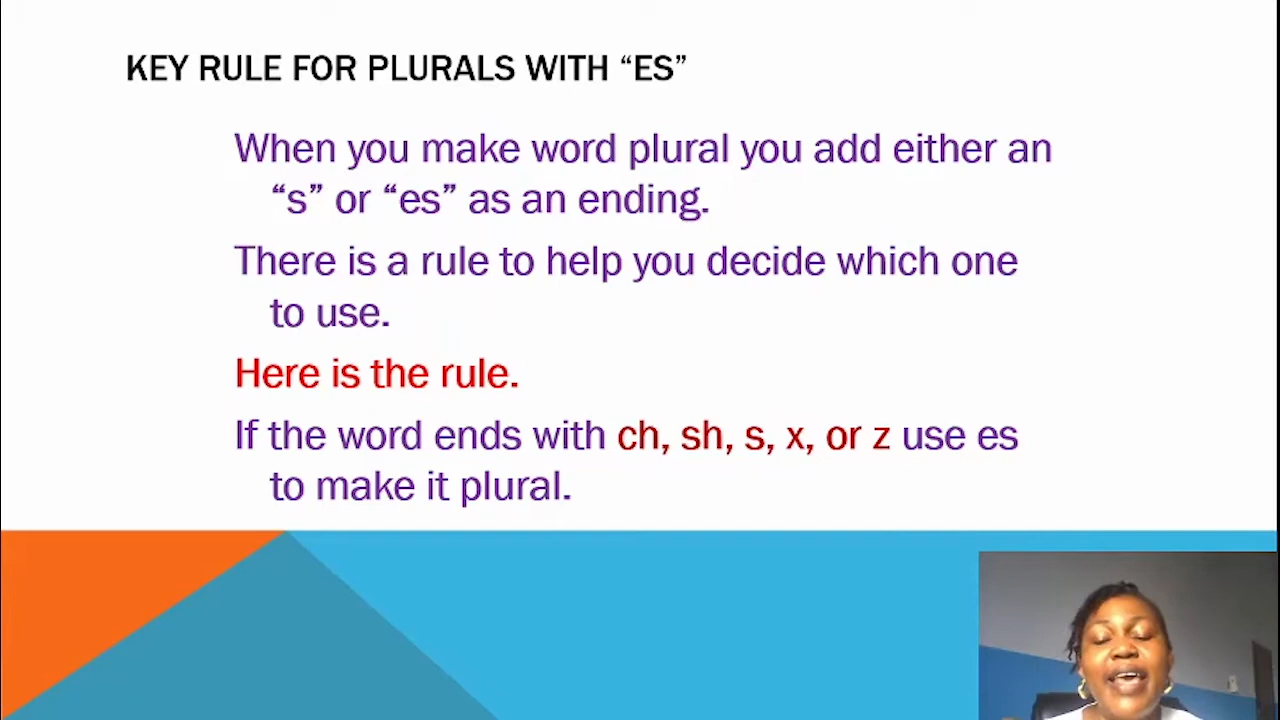 KEY RULE FOR PLURALS WITH “ES”
When you make word plural you add either an
“s” or “es” as an ending.
There is a rule to help you decide which one
to use.
Here is the rule.
If the word ends with ch, sh, s, x, or z use es
to make it plural.